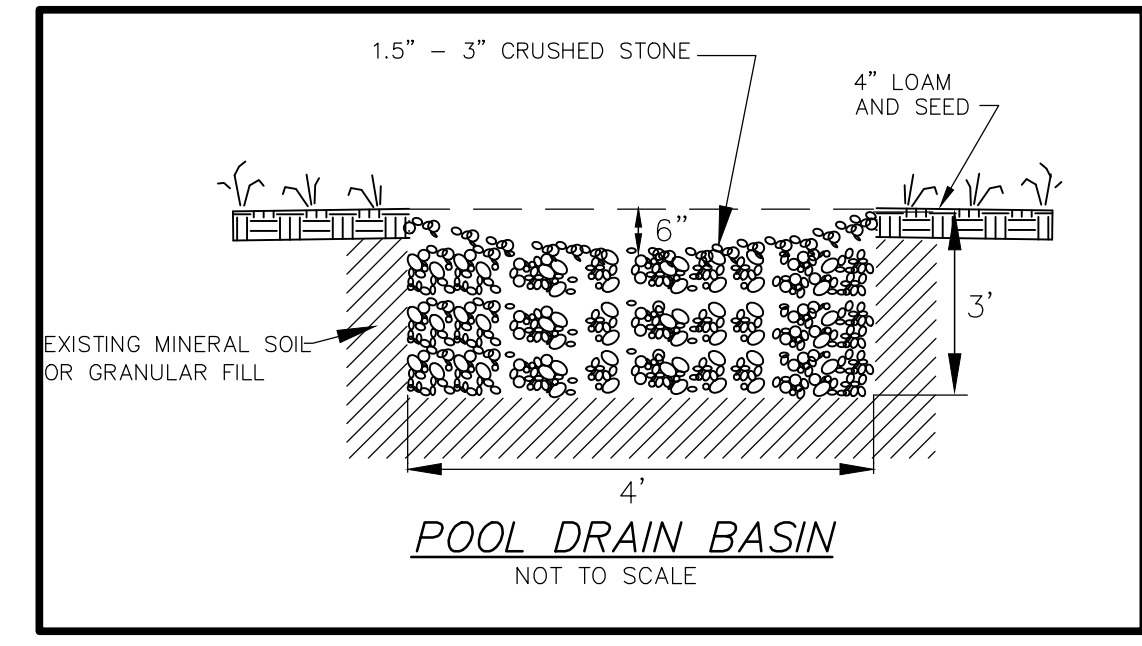 1.5” – 3” CRUSHED STONE
4” LOAM
AND SEED
6”
3’
EXISTING MINERAL SOIL
OR GRANULAR FILL
4’
POOL DRAIN BASIN
NOT TO SCALE